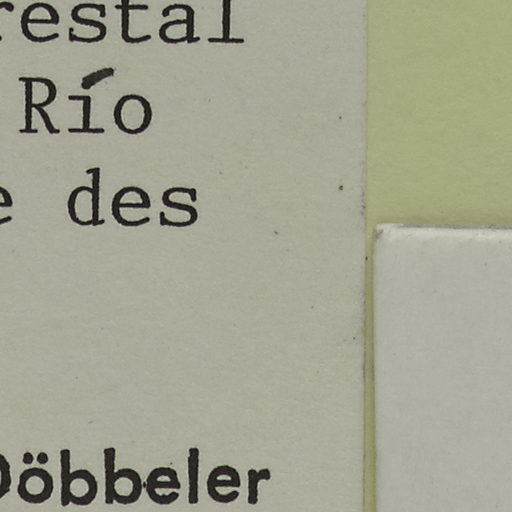 restal
Río
e des
Döbbeler